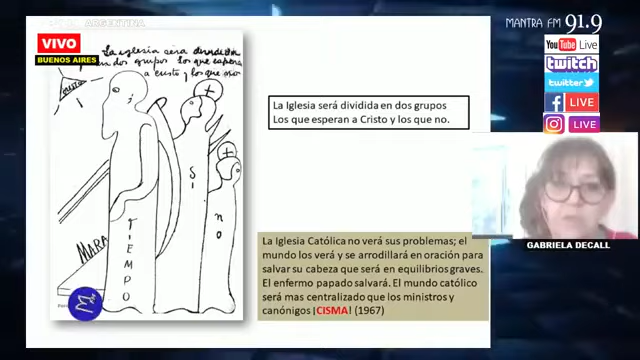 ARGENTINA
MANTRA FM 91.9
VIVO
BUENOS AIRES
La iglesia será dividida
en dos grupos los que esperan
a cristo y los que no
MARA
TIEMPO
SI
NO
La Iglesia será dividida en dos grupos
Los que esperan a Cristo y los que no.
La Iglesia Católica no verá sus problemas; el
mundo los verá y se arrodillará en oración para
salvar su cabeza que será en equilibrios graves.
El enfermo papado salvará. El mundo católico
será mas centralizado que los ministros y
canónigos ¡CISMA! (1967)
YouTube Live
twitch
twitter
LIVE
LIVE
GABRIELA DECALL